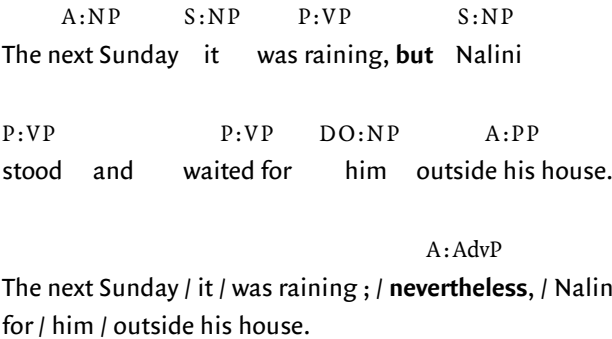 A:NP S:NP P:VP S:NP
The next Sunday it was raining, but Nalini
P:VP P:VP DO:NP A:PP
stood and waited for him outside his house.
A:AdvP
The next Sunday / it / was raining ; / nevertheless, / Nalin
for / him / outside his house.